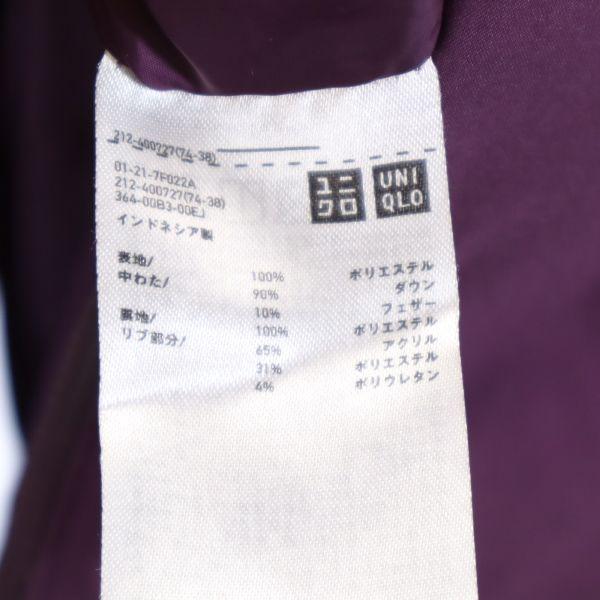 212-400727(74-38)
01-21-7F022A
212-400727(74-38)
364-00B3-00EJ
インドネシア製
ユニクロ
UNIQLO
表地/ 100% ポリエステル
中わた/ 90% ダウン
10% フェザー
裏地/ 100% ポリエステル
リブ部分/ 65% アクリル
31% ポリエステル
4% ポリウレタン